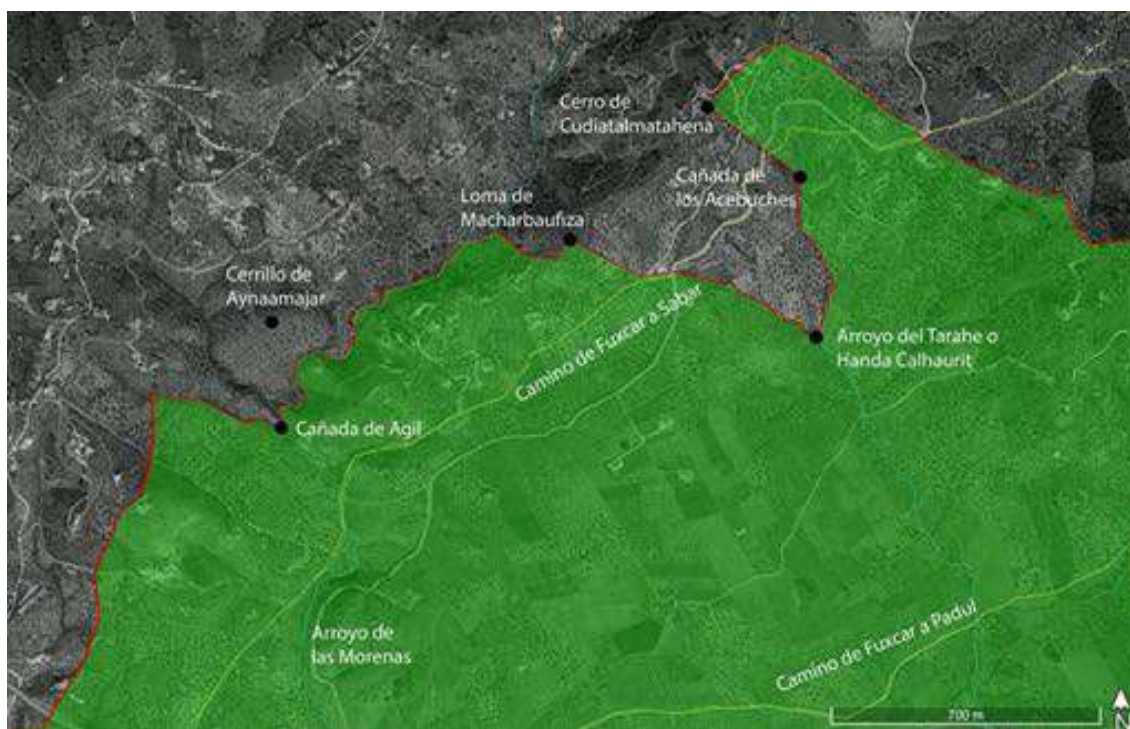 Cerro de
Cudiatalmatahena
Cañada de
los Acebuches
Loma de
Macharbaufiza
Cerrillo de
Aynaamajar
Camino de Fuxcar a Sabar
Arroyo del Tarahe o
Handa Calhaurit
Cañada de Agil
Arroyo de
las Morenas
Camino de Fuxcar a Padul
700 m
N